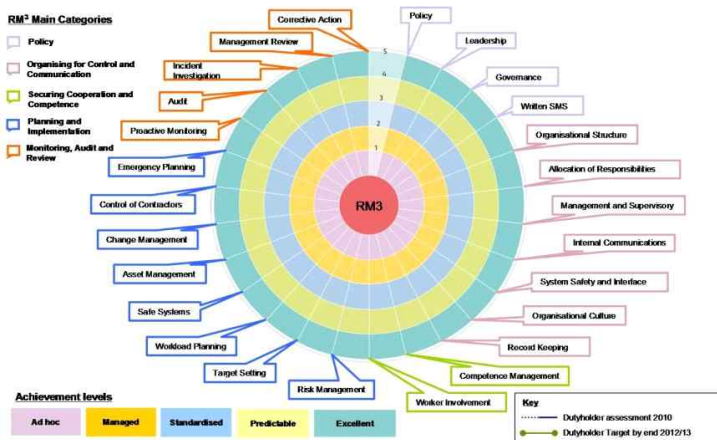 RM³ Main Categories
Policy
Organising for Control and
Communication
Securing Cooperation and
Competence
Planning and
Implementation
Monitoring, Audit and
Review
Corrective Action
Management Review
Incident
Investigation
Audit
Proactive Monitoring
Emergency Planning
Control of Contractors
Change Management
Asset Management
Safe Systems
Workload Planning
Target Setting
Risk Management
Policy
Leadership
Governance
Written SMS
Organisational Structure
Allocation of Responsibilities
Management and Supervisory
Internal Communications
System Safety and Interface
Organisational Culture
Record Keeping
Competence Management
Worker Involvement
5
4
3
2
1
RM3
Achievement levels
Ad hoc
Managed
Standardised
Predictable
Excellent
Key
Dutyholder assessment 2010
Dutyholder Target by end 2012/13